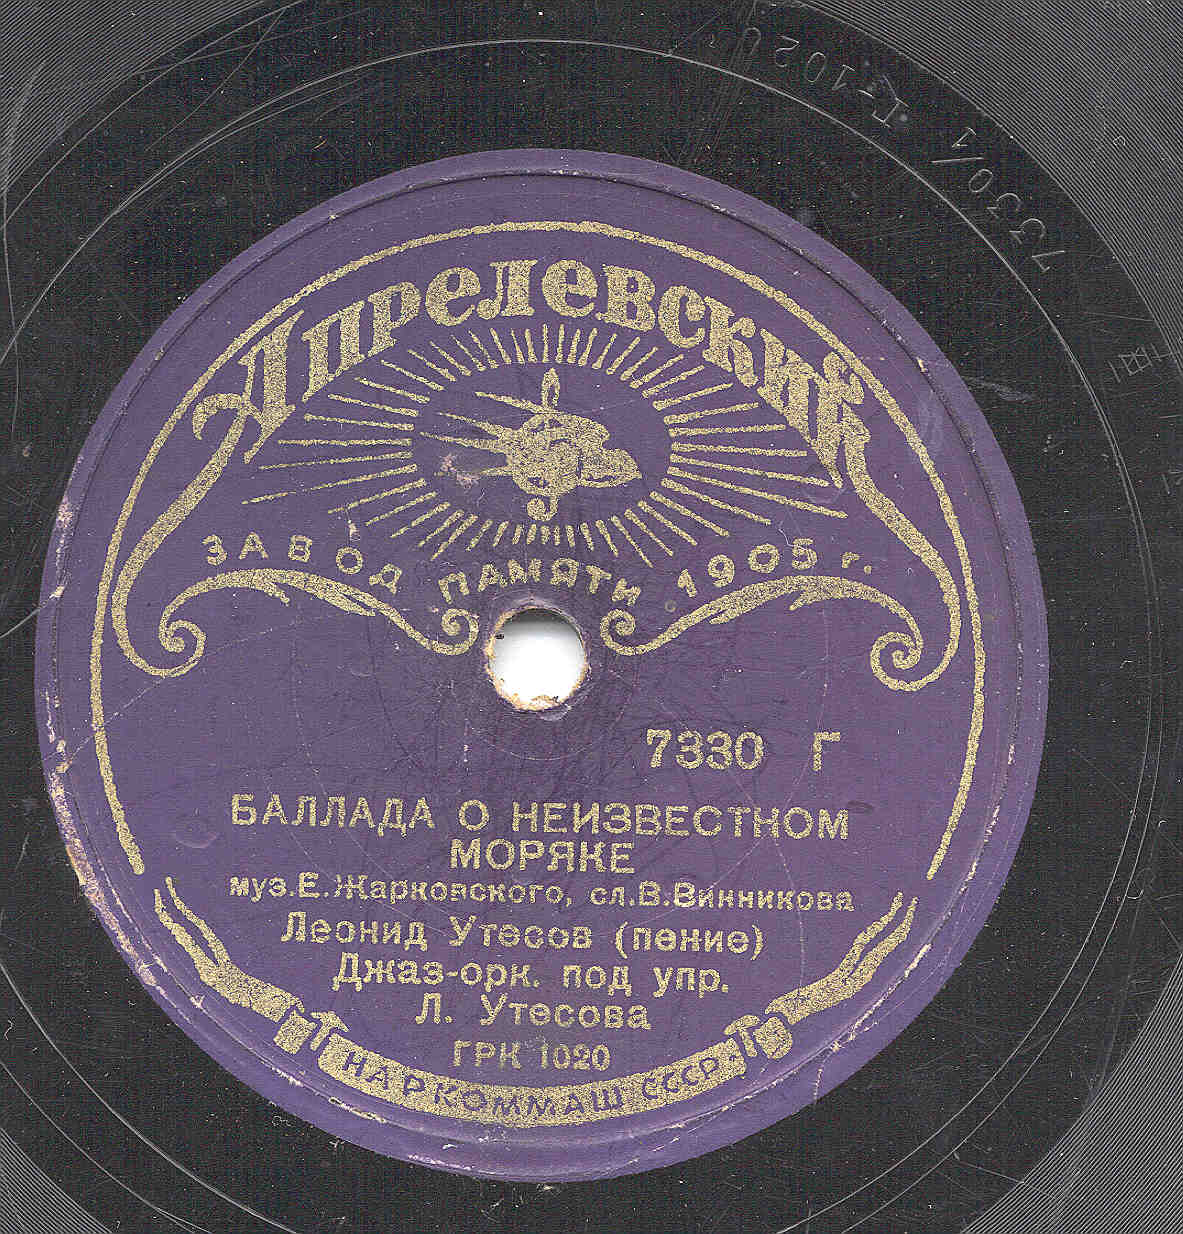 Апрелевский
ЗАВОД ПАМЯТИ 1905 г.
7330 Г
БАЛЛАДА О НЕИЗВЕСТНОМ
МОРЯКЕ
муз.Е.Жарковского, сл.В.Винникова
Леонид Утесов (пение)
Джаз-орк. под упр.
Л. Утесова
ГРК 1020
НАРКОММАШ СССР
7330/1 Г-1020